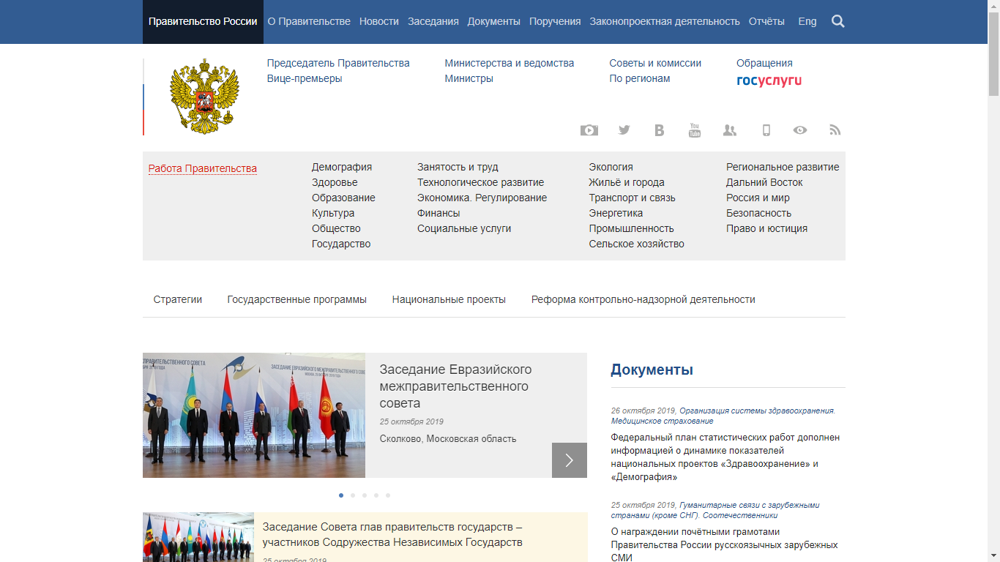 Правительство России
О Правительстве
Новости
Заседания
Документы
Поручения
Законопроектная деятельность
Отчёты
Eng
Председатель Правительства
Вице-премьеры
Министерства и ведомства
Министры
Советы и комиссии
По регионам
Обращения
госуслуги
You
Tube
Работа Правительства
Демография
Здоровье
Образование
Культура
Общество
Государство
Занятость и труд
Технологическое развитие
Экономика. Регулирование
Финансы
Социальные услуги
Экология
Жильё и города
Транспорт и связь
Энергетика
Промышленность
Сельское хозяйство
Региональное развитие
Дальний Восток
Россия и мир
Безопасность
Право и юстиция
Стратегии
Государственные программы
Национальные проекты
Реформа контрольно-надзорной деятельности
Заседание Евразийского
межправительственного
совета
25 октября 2019
Сколково, Московская область
Заседание Совета глав правительств государств –
участников Содружества Независимых Государств
25 октября 2019
Документы
26 октября 2019, Организация системы здравоохранения.
Медицинское страхование
Федеральный план статистических работ дополнен
информацией о динамике показателей
национальных проектов «Здравоохранение» и
«Демография»
25 октября 2019, Гуманитарные связи с зарубежными
странами (кроме СНГ). Соотечественники
О награждении почётными грамотами
Правительства России русскоязычных зарубежных
СМИ